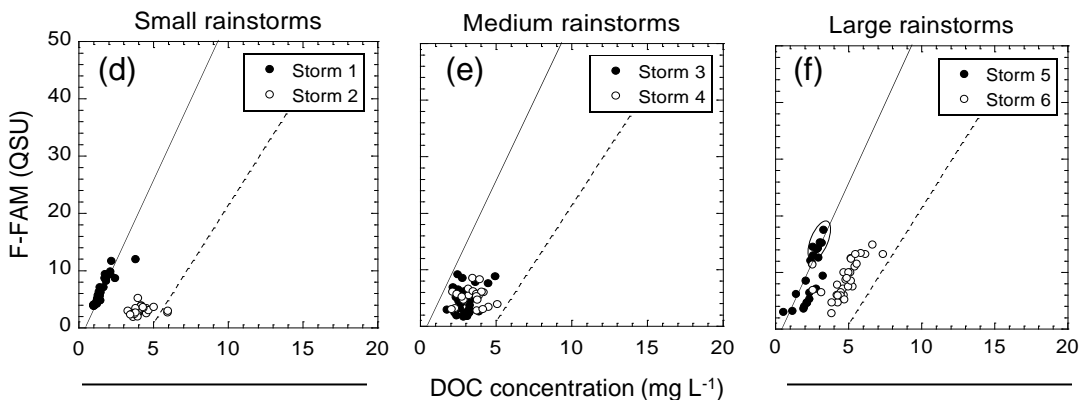 Small rainstorms
Medium rainstorms
Large rainstorms
F-FAM (QSU)
50
40
30
20
10
0
(d)
Storm 1
Storm 2
(e)
Storm 3
Storm 4
(f)
Storm 5
Storm 6
0 5 10 15 20
0 5 10 15 20
0 5 10 15 20
DOC concentration (mg L⁻¹)